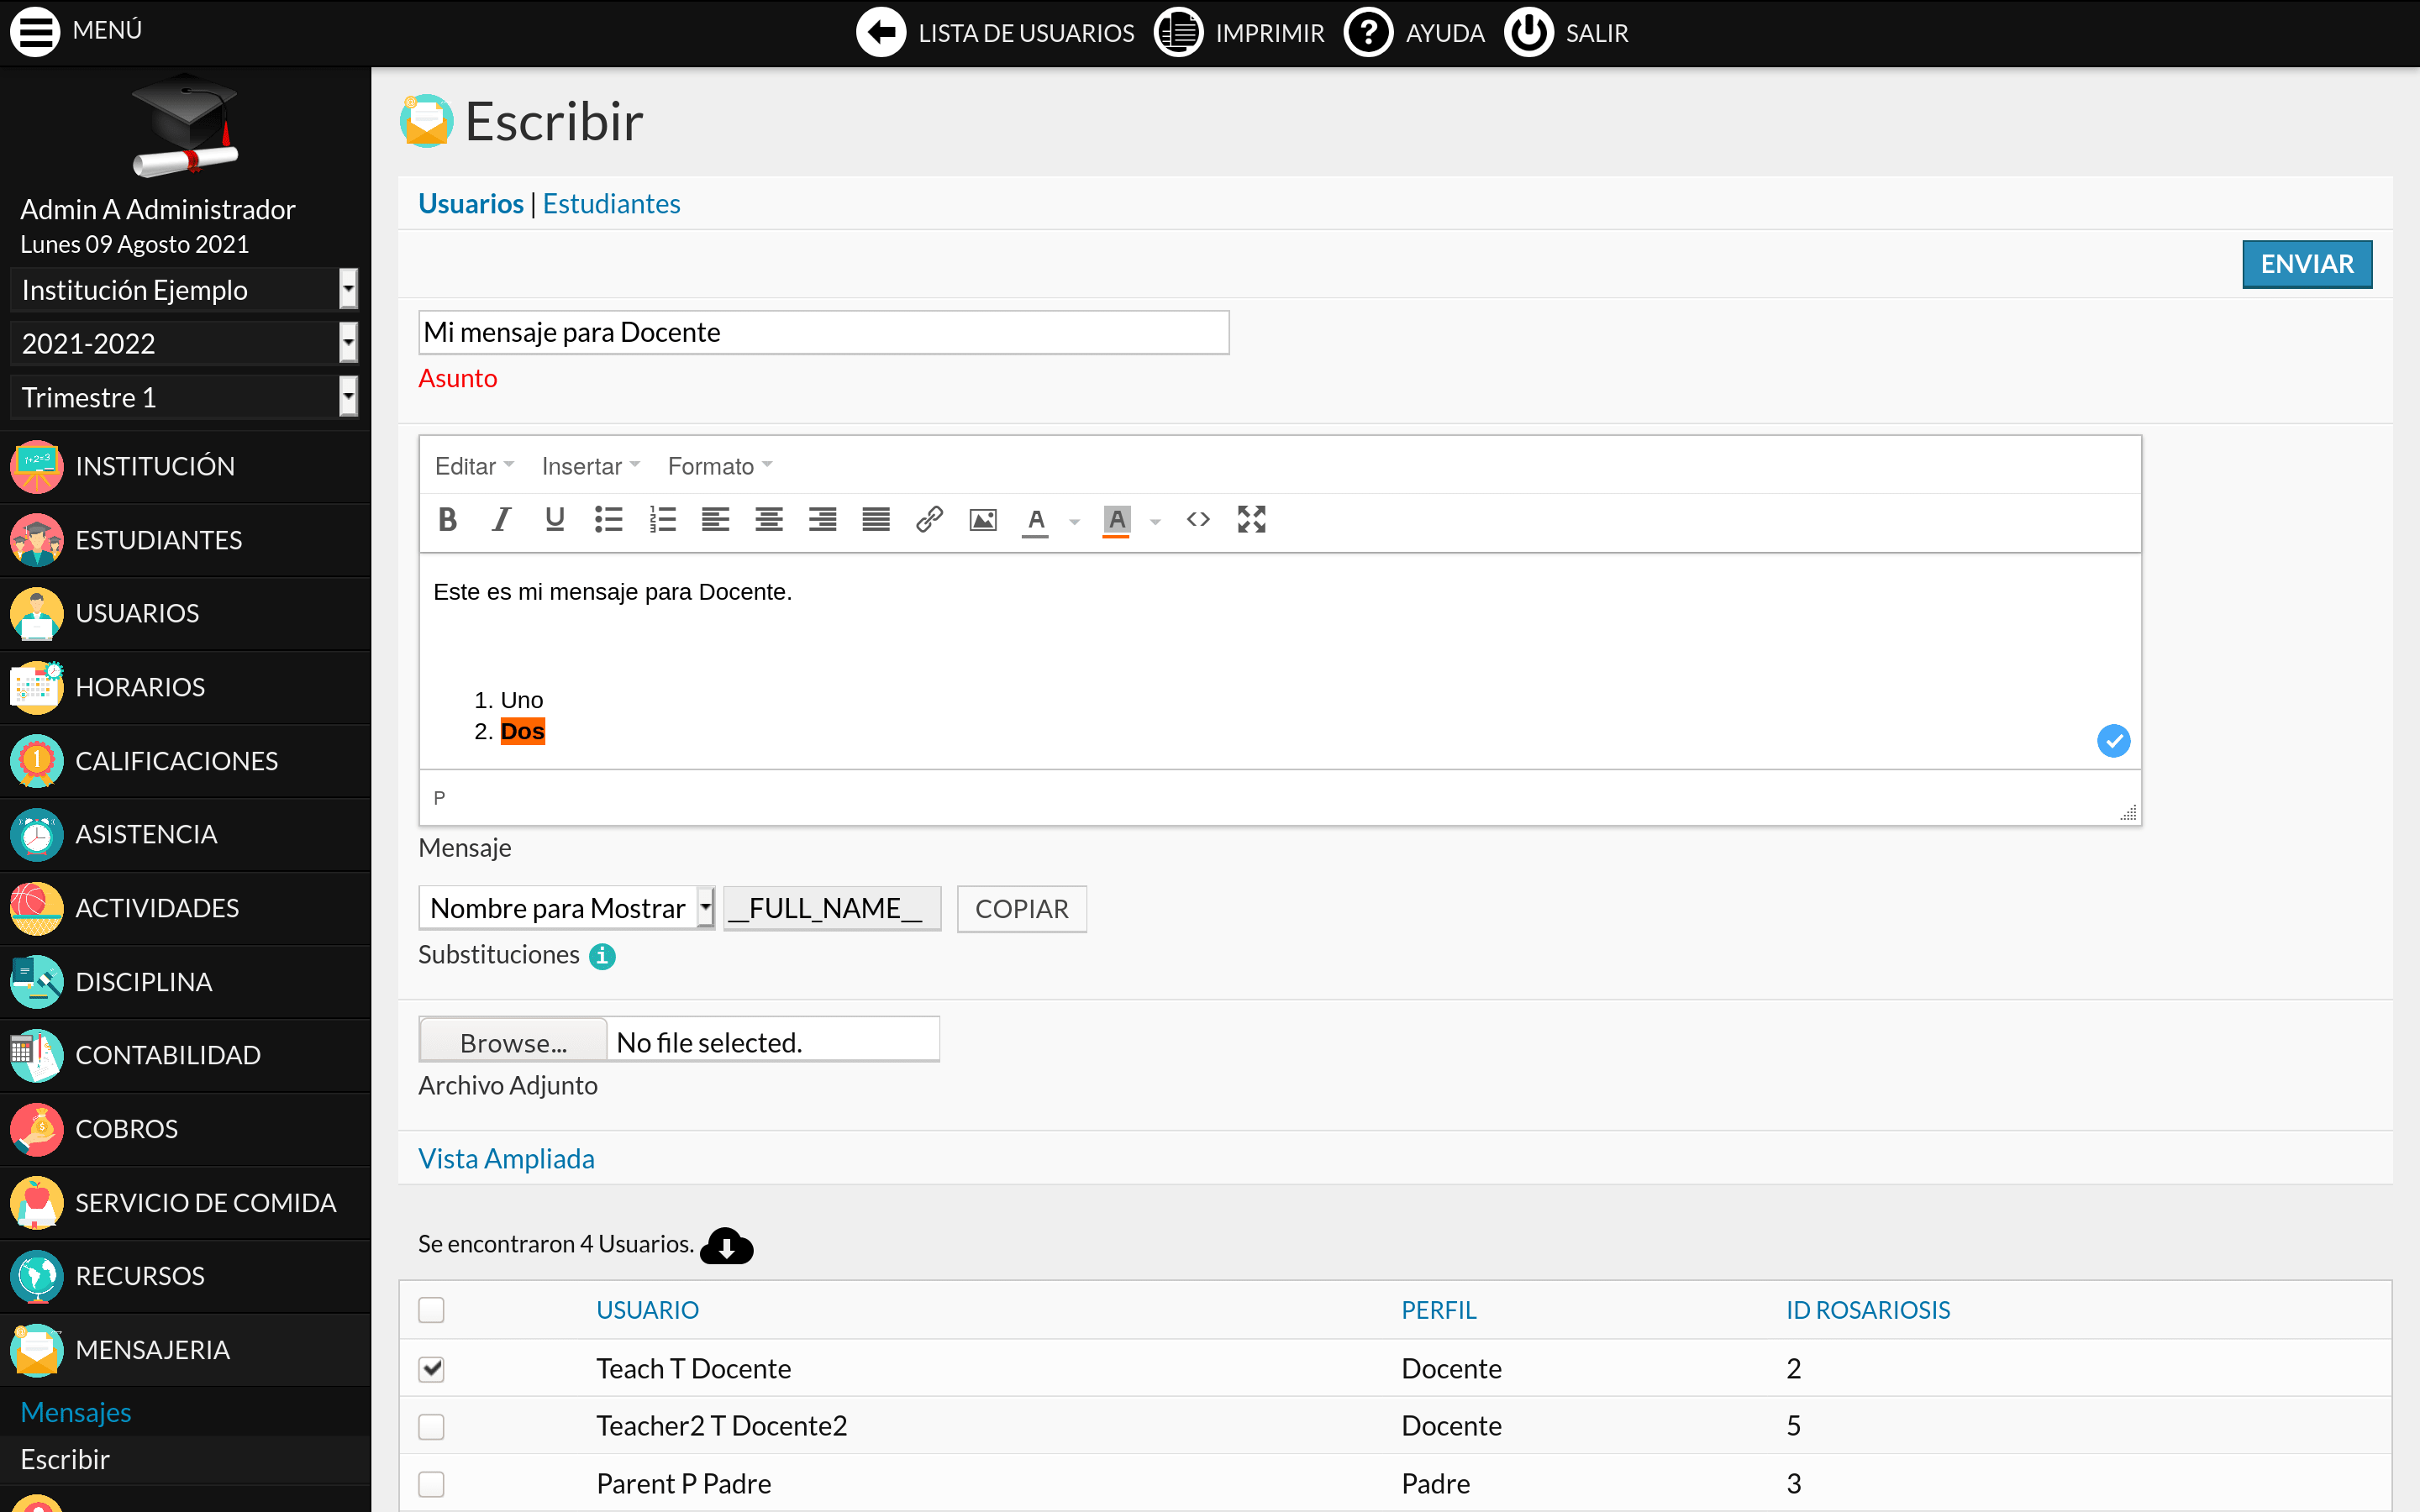 MENÚ
LISTA DE USUARIOS
IMPRIMIR
AYUDA
SALIR
Admin A Administrador
Lunes 09 Agosto 2021
Institución Ejemplo
2021-2022
Trimestre 1
INSTITUCIÓN
ESTUDIANTES
USUARIOS
HORARIOS
CALIFICACIONES
ASISTENCIA
ACTIVIDADES
DISCIPLINA
CONTABILIDAD
COBROS
SERVICIO DE COMIDA
RECURSOS
MENSAJERIA
Mensajes
Escribir
Escribir
Usuarios | Estudiantes
ENVIAR
Mi mensaje para Docente
Asunto
Editar Insertar Formato
Este es mi mensaje para Docente.
1. Uno
2. Dos
P
Mensaje
Nombre para Mostrar __FULL_NAME__ COPIAR
Substituciones
Browse... No file selected.
Archivo Adjunto
Vista Ampliada
Se encontraron 4 Usuarios.
USUARIO PERFIL ID ROSARIOSIS
Teach T Docente Docente 2
Teacher2 T Docente2 Docente 5
Parent P Padre Padre 3